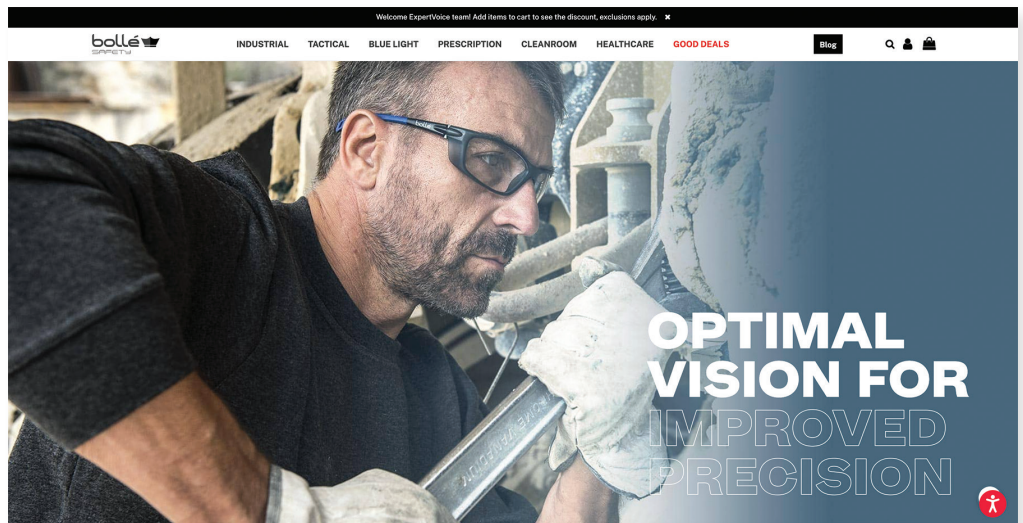 Welcome ExpertVoice team! Add items to cart to see the discount, exclusions apply. ✖
bollé
SAFETY
INDUSTRIAL TACTICAL BLUE LIGHT PRESCRIPTION CLEANROOM HEALTHCARE GOOD DEALS Blog
bollé
OPTIMAL
VISION FOR
IMPROVED
PRECISION